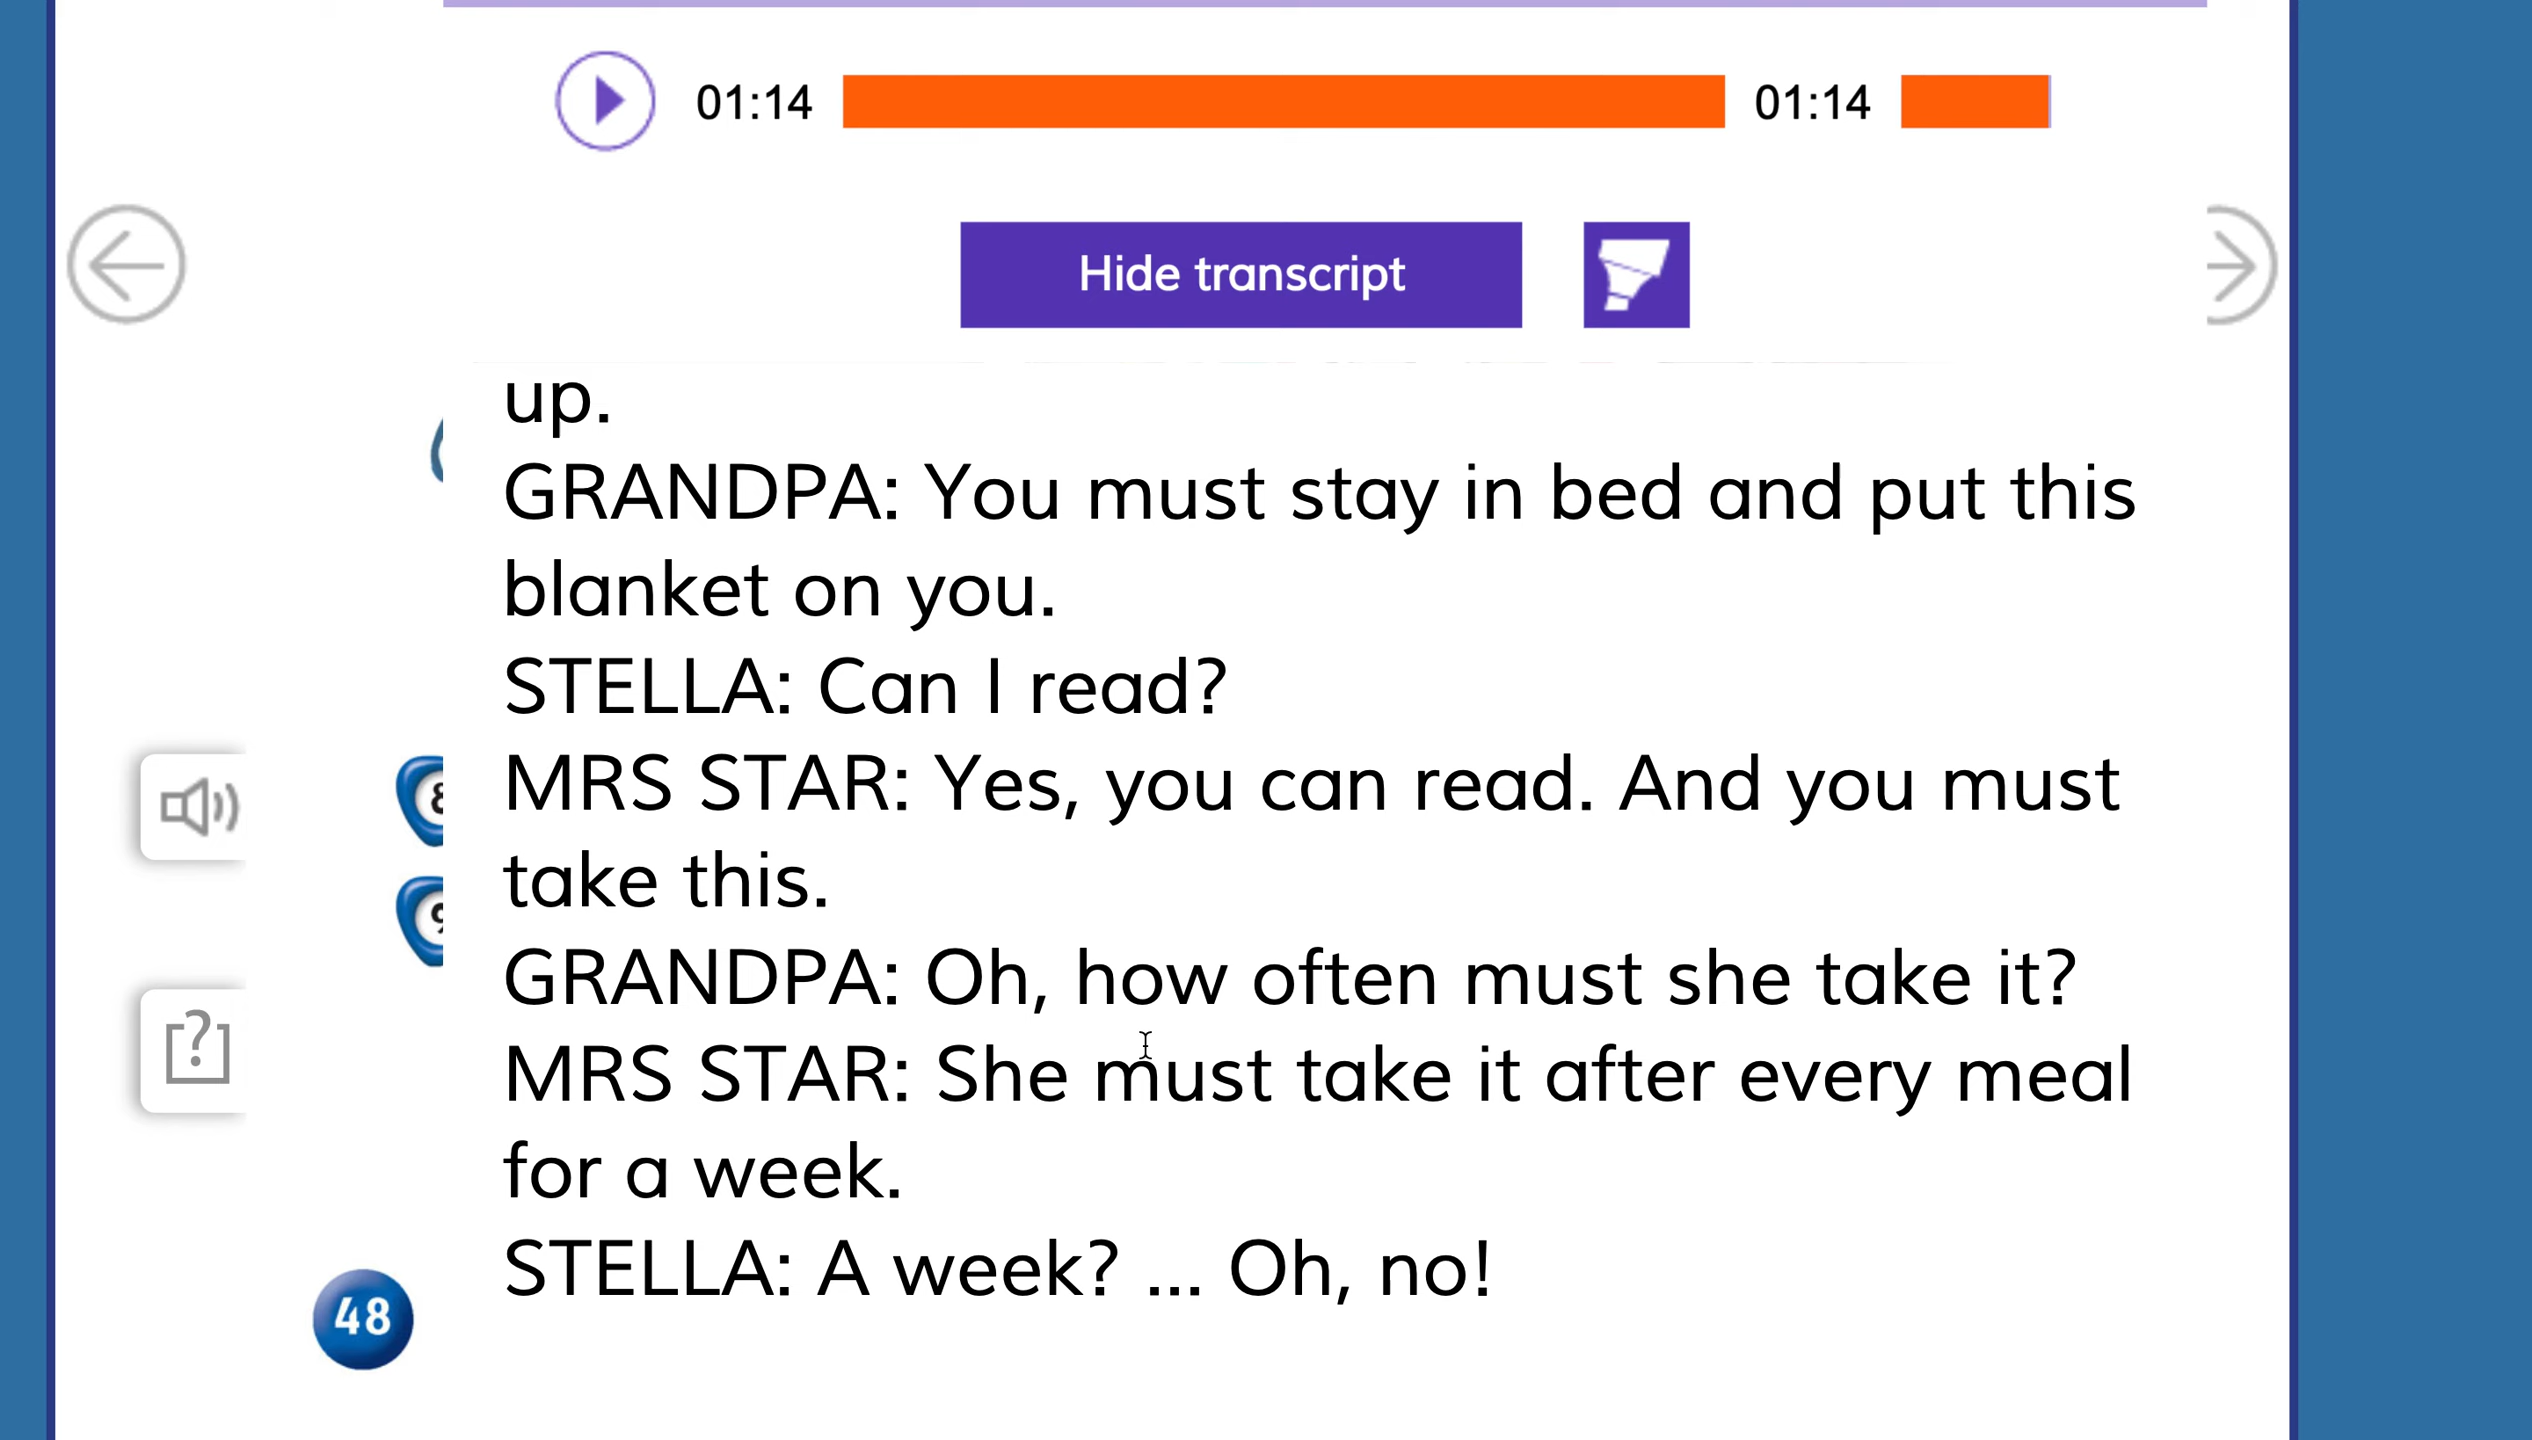 01:14
01:14
Hide transcript
up.
GRANDPA: You must stay in bed and put this
blanket on you.
STELLA: Can I read?
MRS STAR: Yes, you can read. And you must
take this.
GRANDPA: Oh, how often must she take it?
MRS STAR: She must take it after every meal
for a week.
STELLA: A week? ... Oh, no!
8
9
48